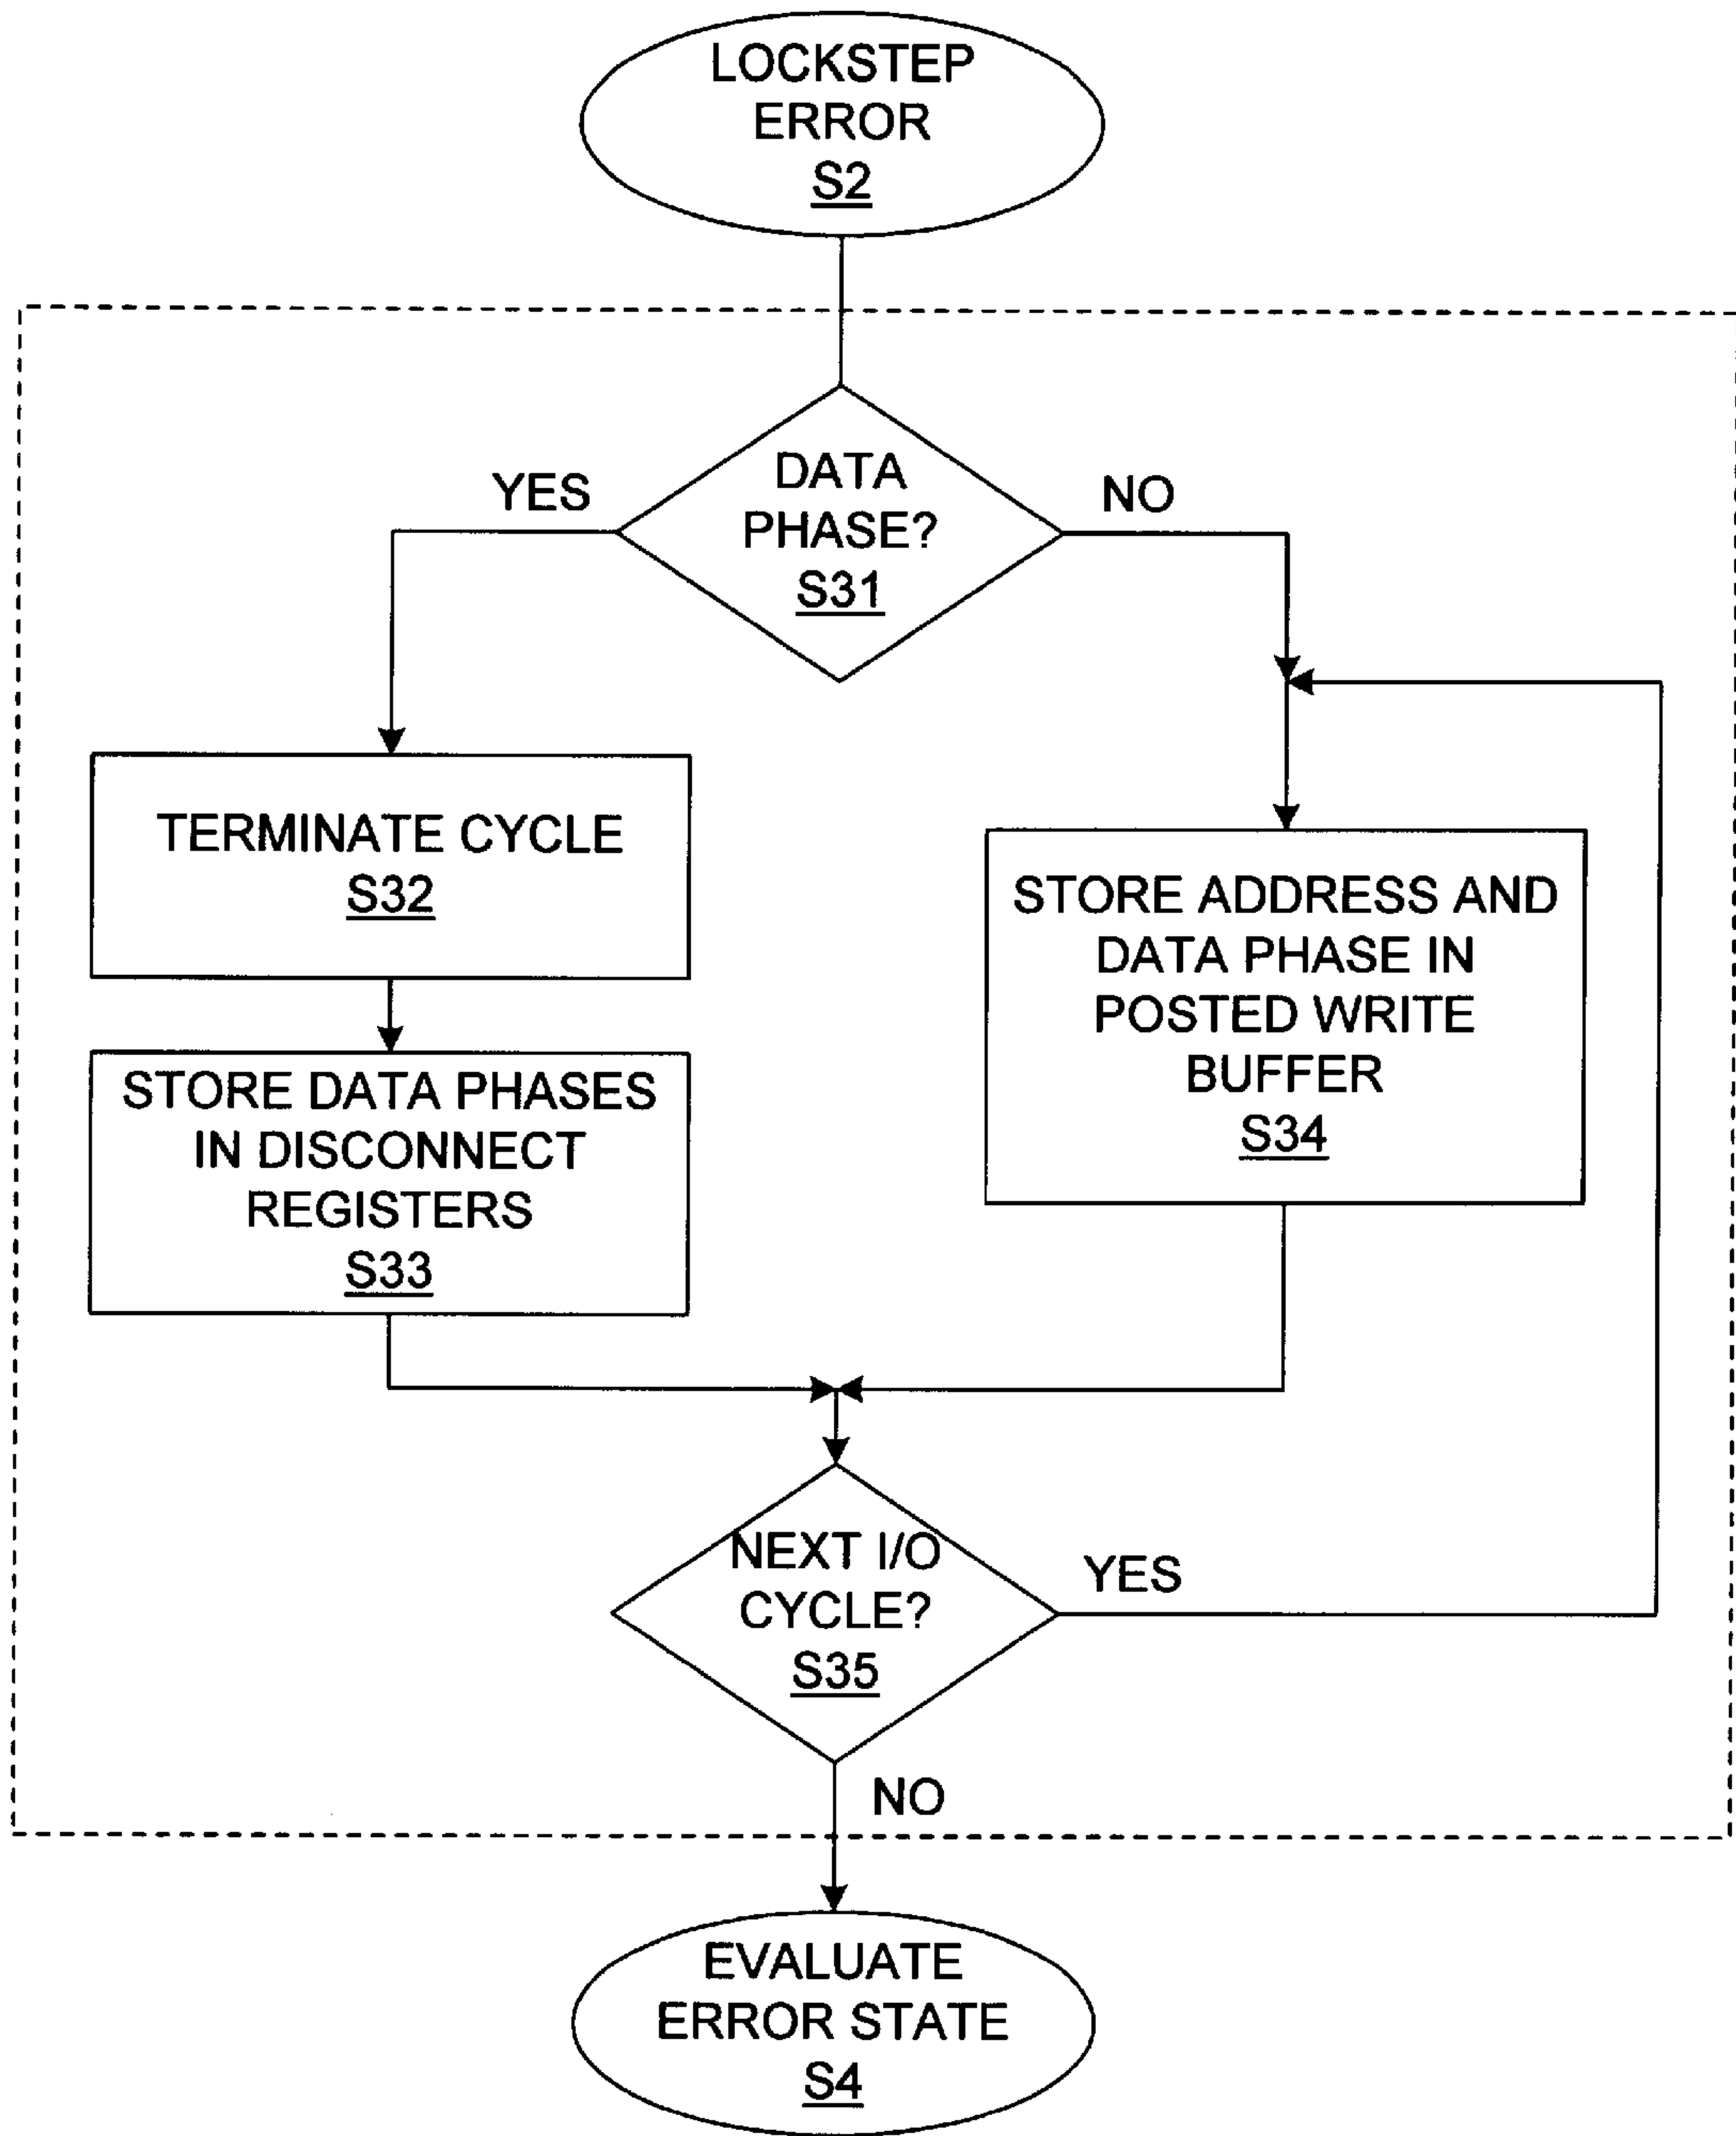 LOCKSTEP
ERROR
S2
DATA
PHASE?
S31
YES
NO
TERMINATE CYCLE
S32
STORE DATA PHASES
IN DISCONNECT
REGISTERS
S33
STORE ADDRESS AND
DATA PHASE IN
POSTED WRITE
BUFFER
S34
NEXT I/O
CYCLE?
S35
YES
NO
EVALUATE
ERROR STATE
S4